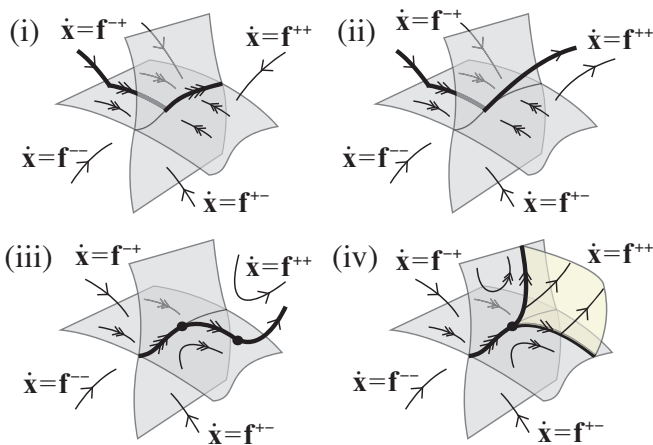 (i) ẋ=f⁻⁺ ẋ=f⁺⁺
ẋ=f⁻⁻ ẋ=f⁺⁻
(ii) ẋ=f⁺⁺
ẋ=f⁻⁻ ẋ=f⁺⁻
(iii) ẋ=f⁻⁺ ẋ=f⁺⁺
ẋ=f⁻⁻ ẋ=f⁺⁻
(iv) ẋ=f⁻⁺ ẋ=f⁺⁺
ẋ=f⁻⁻ ẋ=f⁺⁻